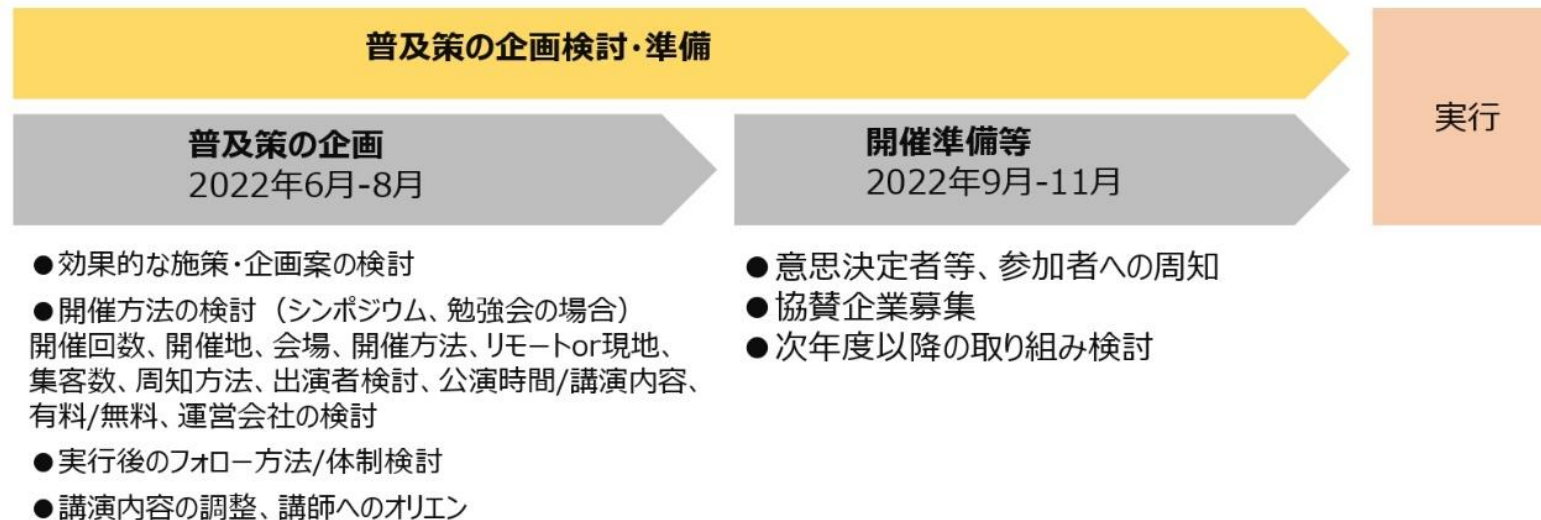 普及策の企画検討・準備
実行
普及策の企画
2022年6月-8月
開催準備等
2022年9月-11月
●効果的な施策・企画案の検討
●開催方法の検討（シンポジウム、勉強会の場合）
開催回数、開催地、会場、開催方法、リモートor現地、
集客数、周知方法、出演者検討、公演時間/講演内容、
有料/無料、運営会社の検討
●実行後のフォロー方法/体制検討
●講演内容の調整、講師へのオリエン
●意思決定者等、参加者への周知
●協賛企業募集
●次年度以降の取り組み検討